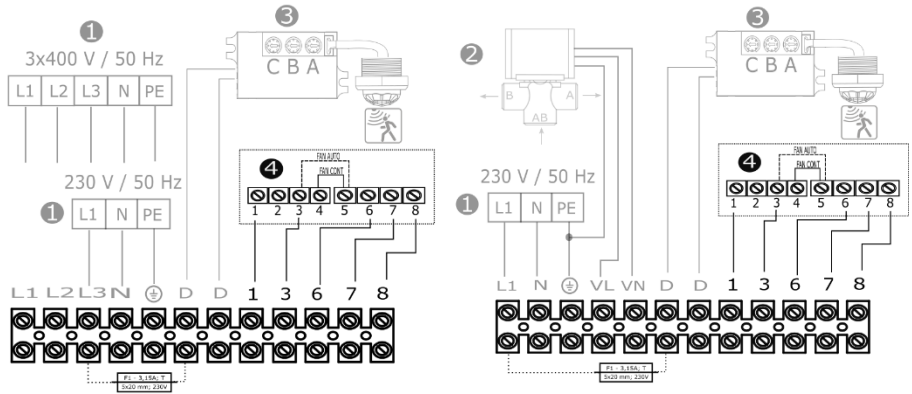 1
3x400 V / 50 Hz
L1 L2 L3 N PE
3
C B A
230 V / 50 Hz
1
L1 N PE
4
FAN AUTO
FAN CONT
1 2 3 4 5 6 7 8
L1 L2 L3 N D D 1 3 6 7 8
F1 - 3,15A; T
5x20 mm; 230V
2
B A
AB
3
C B A
230 V / 50 Hz
1
L1 N PE
4
FAN AUTO
FAN CONT
1 2 3 4 5 6 7 8
L1 N VL VN D D 1 3 6 7 8
F1 - 3,15A; T
5x20 mm; 230V